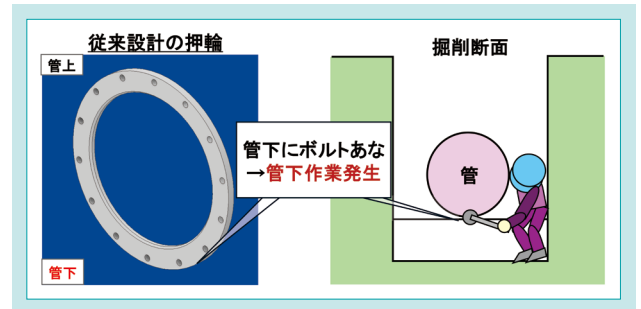 従来設計の押輪
管上
管下
管下にボルトあな
→管下作業発生
掘削断面
管